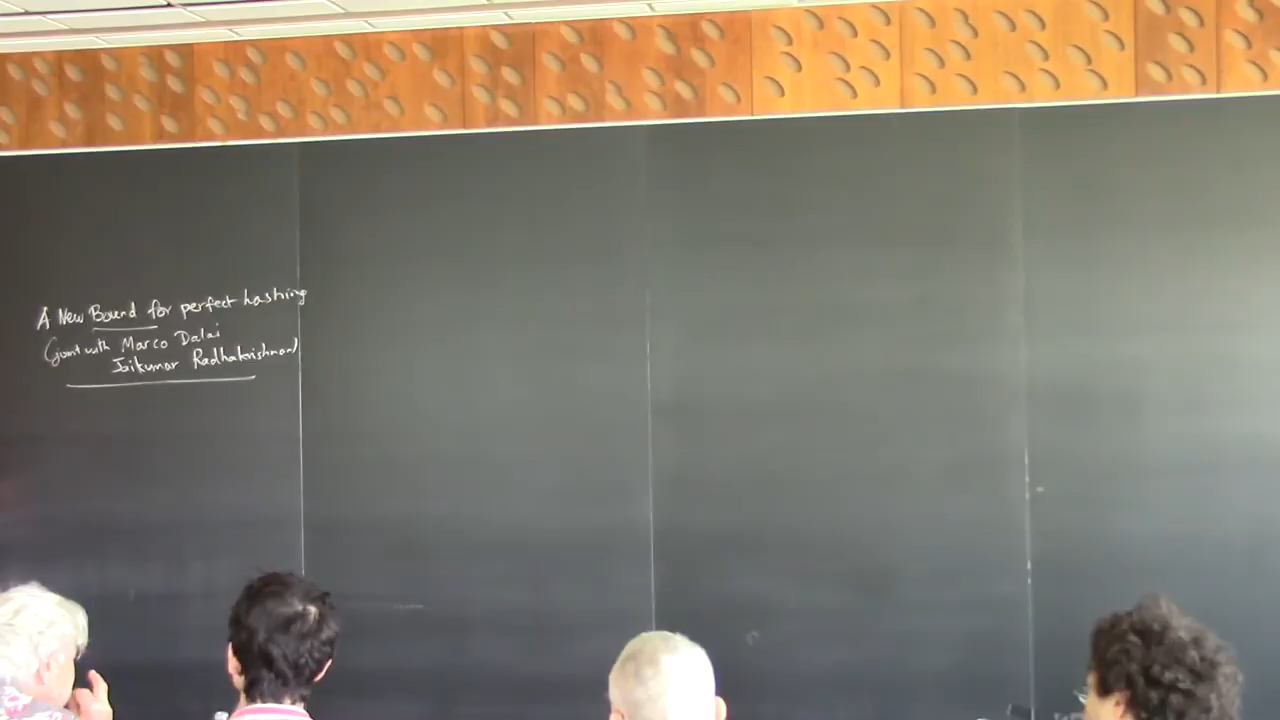 A New Bound for perfect hashing
(joint with Marco Dalai
Jaikumar Radhakrishnan)